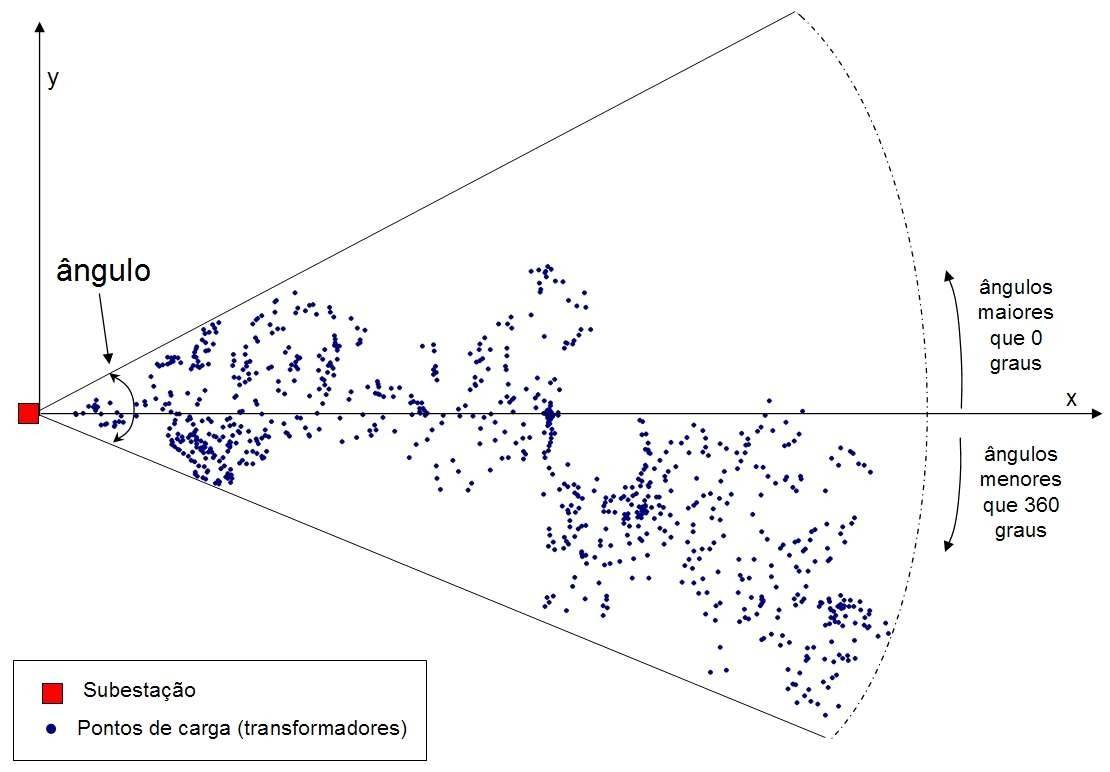 y
ângulo
ângulos
maiores
que 0
graus
x
ângulos
menores
que 360
graus
Subestação
Pontos de carga (transformadores)